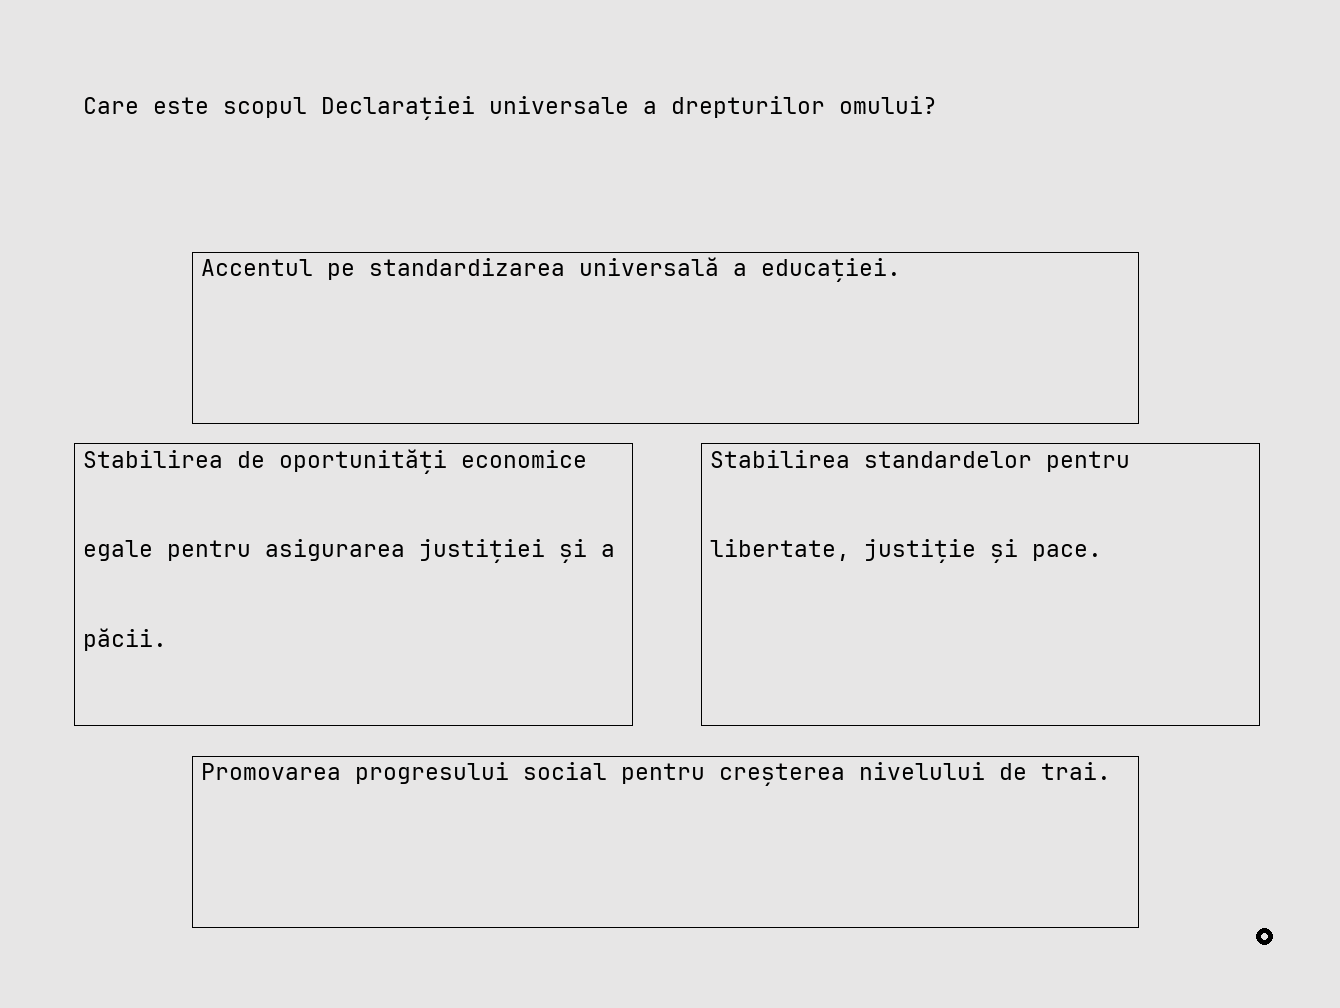 Care este scopul Declarației universale a drepturilor omului?
Accentul pe standardizarea universală a educației.
Stabilirea de oportunități economice
egale pentru asigurarea justiției și a
păcii.
Stabilirea standardelor pentru
libertate, justiție și pace.
Promovarea progresului social pentru creșterea nivelului de trai.